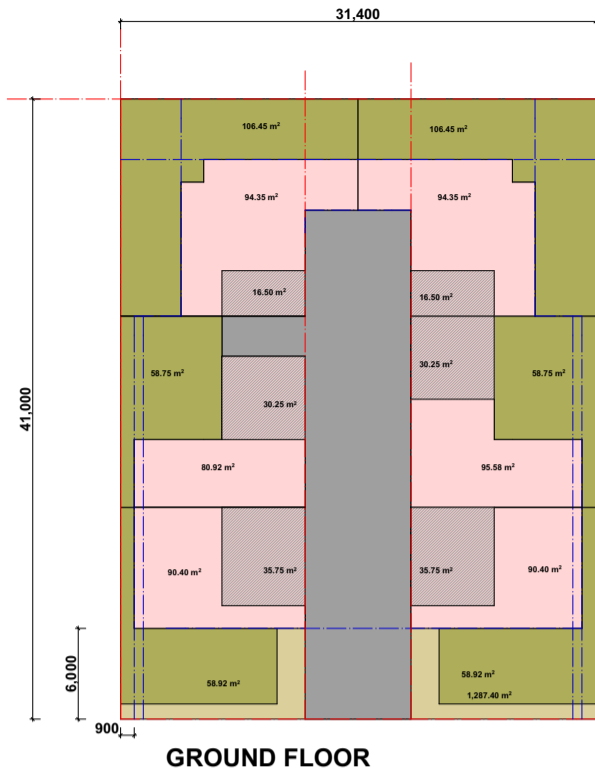 31,400
106.45 m²
106.45 m²
94.35 m²
94.35 m²
16.50 m²
16.50 m²
58.75 m²
30.25 m²
58.75 m²
41,000
30.25 m²
80.92 m²
95.58 m²
90.40 m²
35.75 m²
35.75 m²
90.40 m²
6,000
58.92 m²
58.92 m²
1,287.40 m²
900
GROUND FLOOR